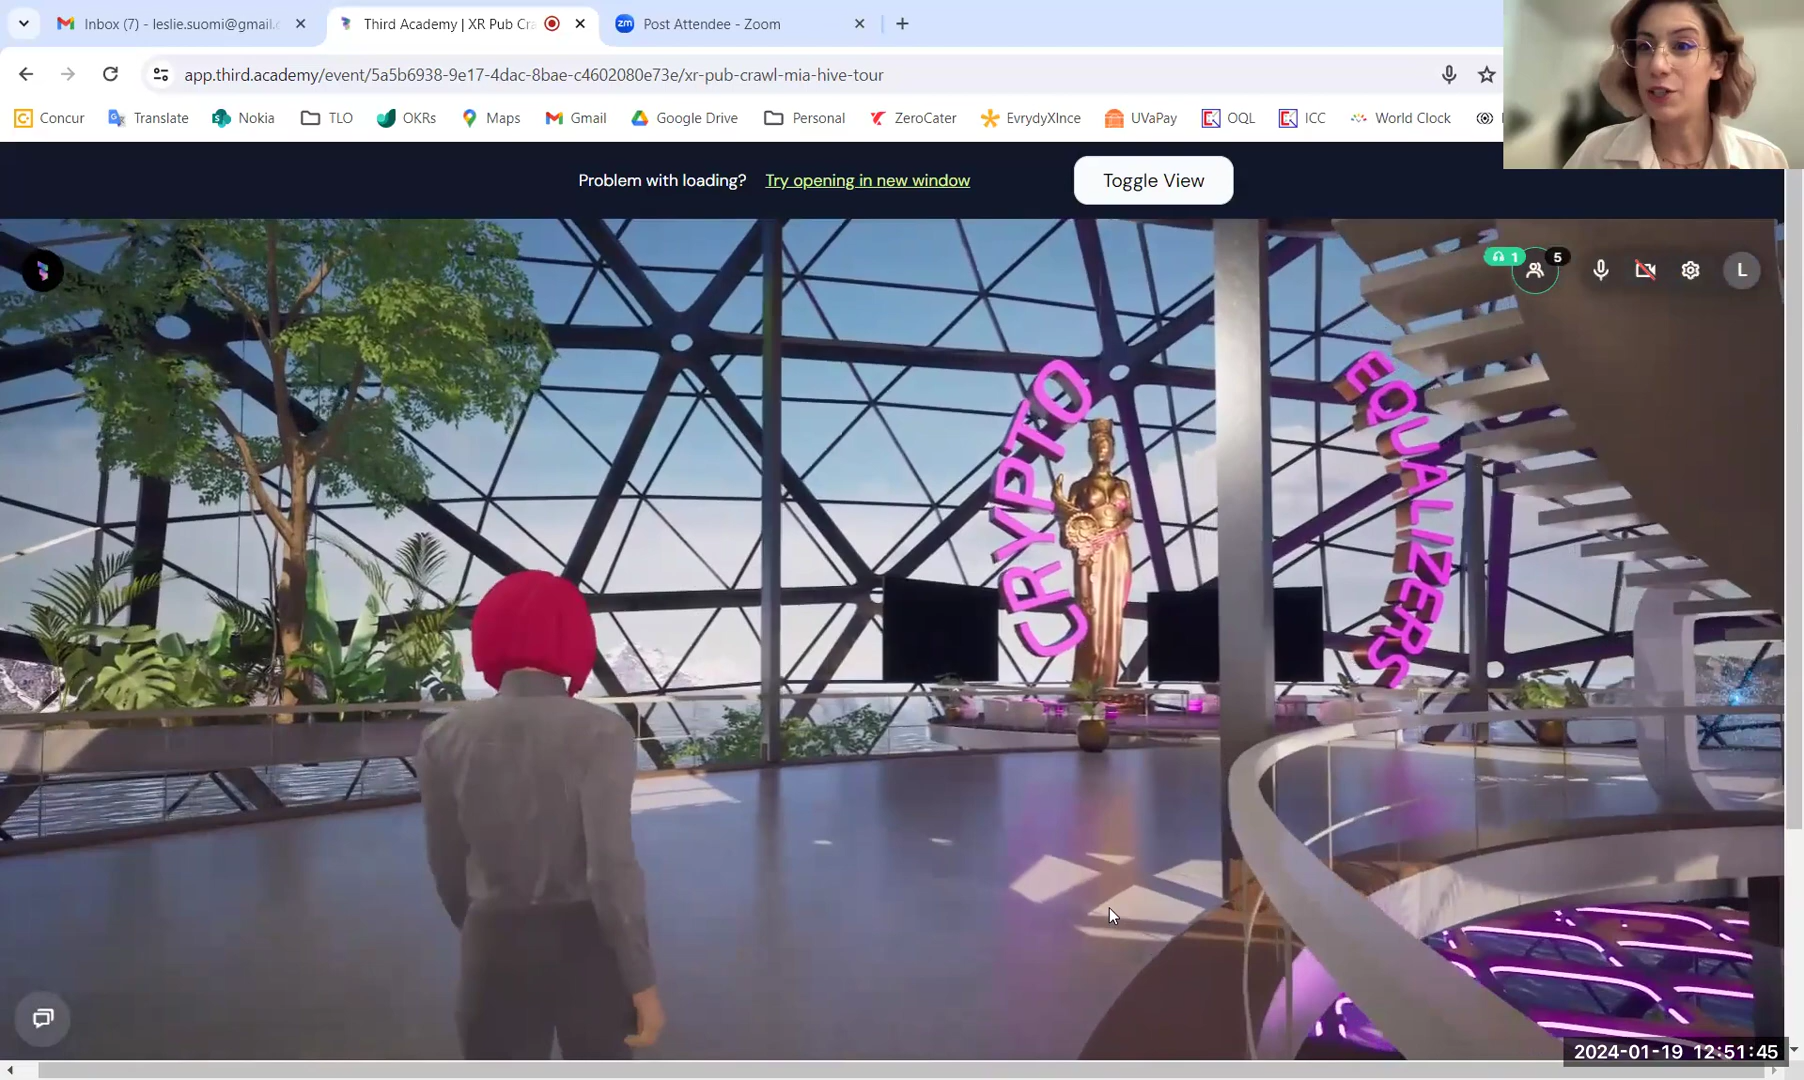 Inbox (7) - leslie.suomi@gmail.c
Third Academy | XR Pub Cra
zm Post Attendee - Zoom
app.third.academy/event/5a5b6938-9e17-4dac-8bae-c4602080e73e/xr-pub-crawl-mia-hive-tour
Concur Translate Nokia TLO OKRs Maps Gmail Google Drive Personal ZeroCater EvrydyXInce UVaPay OQL ICC World Clock
Problem with loading? Try opening in new window Toggle View
1 5 L
CRYPTO
EQUALIZERS
2024-01-19 12:51:45